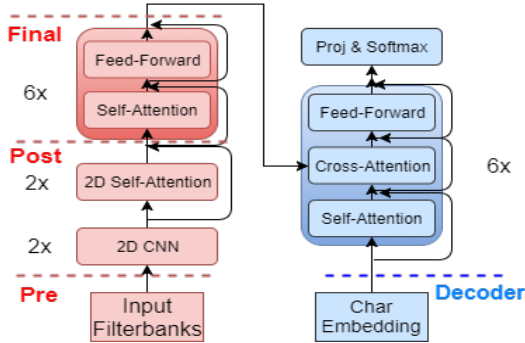 Final
Feed-Forward
6x
Self-Attention
Post
2x
2D Self-Attention
2x
2D CNN
Pre
Input
Filterbanks
Proj & Softmax
Feed-Forward
Cross-Attention
6x
Self-Attention
Decoder
Char
Embedding